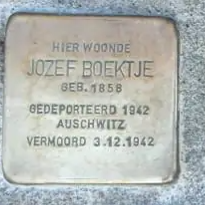 HIER WOONDE
JOZEF BOEKTJE
GEB. 1858
GEDEPORTEERD 1942
AUSCHWITZ
VERMOORD 3.12.1942